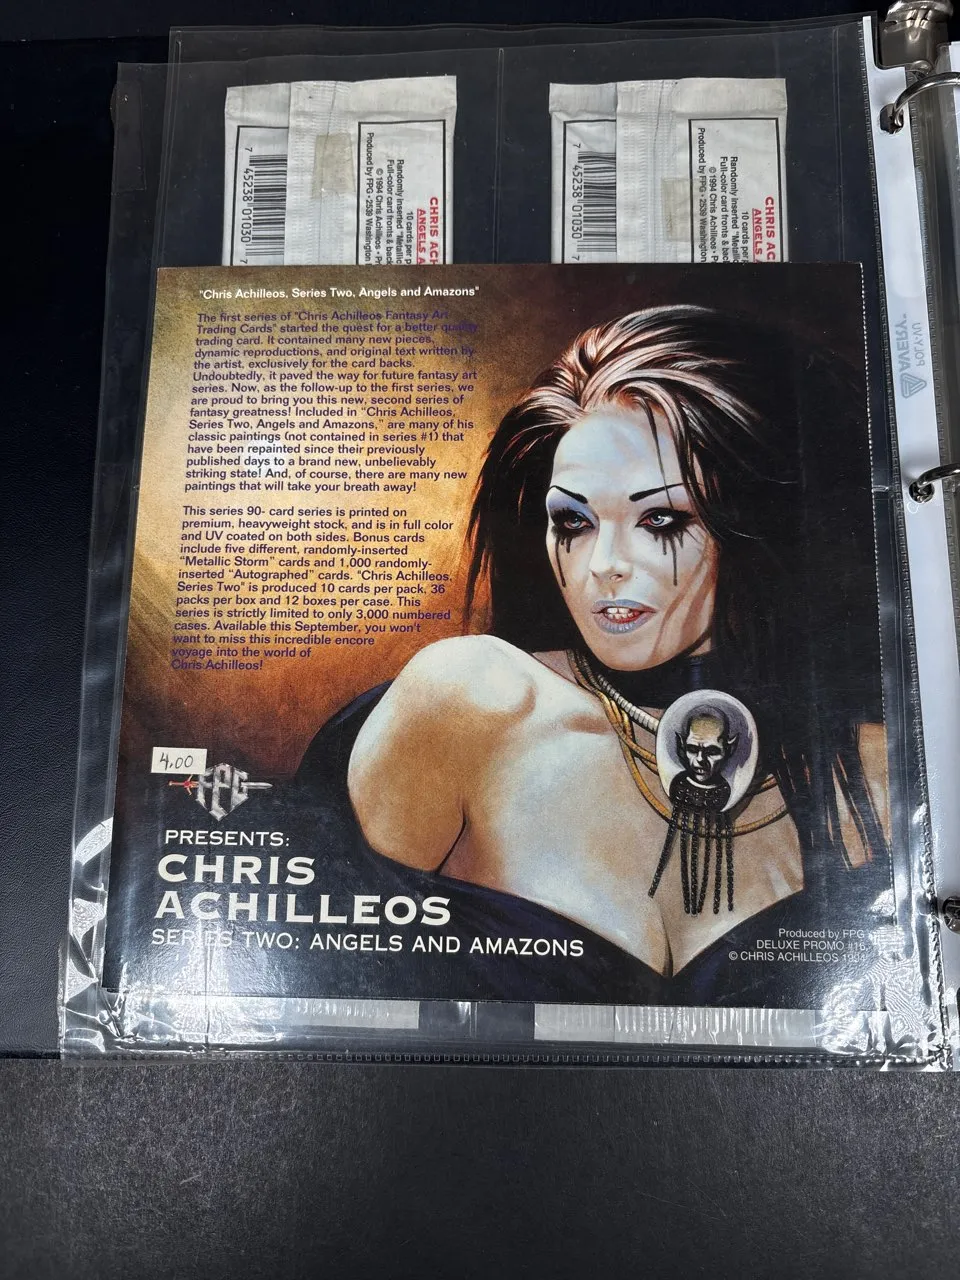 7 45238 01030 7
Randomly inserted "Metallic
Full-color card fronts & back
© 1994 Chris Achilleos
Produced by FPG • 2539 Washington
CHRIS AC
ANGELS A
10 cards per p
7 45238 01030 7
Randomly inserted "Metallic
Full-color card fronts & back
© 1994 Chris Achilleos
Produced by FPG • 2539 Washington
CHRIS AC
ANGELS A
10 cards per
AVERY™
POLYVU
"Chris Achilleos, Series Two, Angels and Amazons"
The first series of "Chris Achilleos Fantasy Art
Trading Cards" started the quest for a better quality
trading card. It contained many new pieces,
dynamic reproductions, and original text written by
the artist, exclusively for the card backs.
Undoubtedly, it paved the way for future fantasy art
series. Now, as the follow-up to the first series, we
are proud to bring you this new, second series of
fantasy greatness! Included in "Chris Achilleos,
Series Two, Angels and Amazons," are many of his
classic paintings (not contained in series #1) that
have been repainted since their previously
published days to a brand new, unbelievably
striking state! And, of course, there are many new
paintings that will take your breath away!
This series 90- card series is printed on
premium, heavyweight stock, and is in full color
and UV coated on both sides. Bonus cards
include five different, randomly-inserted
"Metallic Storm" cards and 1,000 randomly-
inserted "Autographed" cards. "Chris Achilleos,
Series Two" is produced 10 cards per pack, 36
packs per box and 12 boxes per case. This
series is strictly limited to only 3,000 numbered
cases. Available this September, you won't
want to miss this incredible encore
voyage into the world of
Chris Achilleos!
4.00
FPG
PRESENTS:
CHRIS
ACHILLEOS
SERIES TWO: ANGELS AND AMAZONS
Produced by FPG
DELUXE PROMO #16
© CHRIS ACHILLEOS 1994